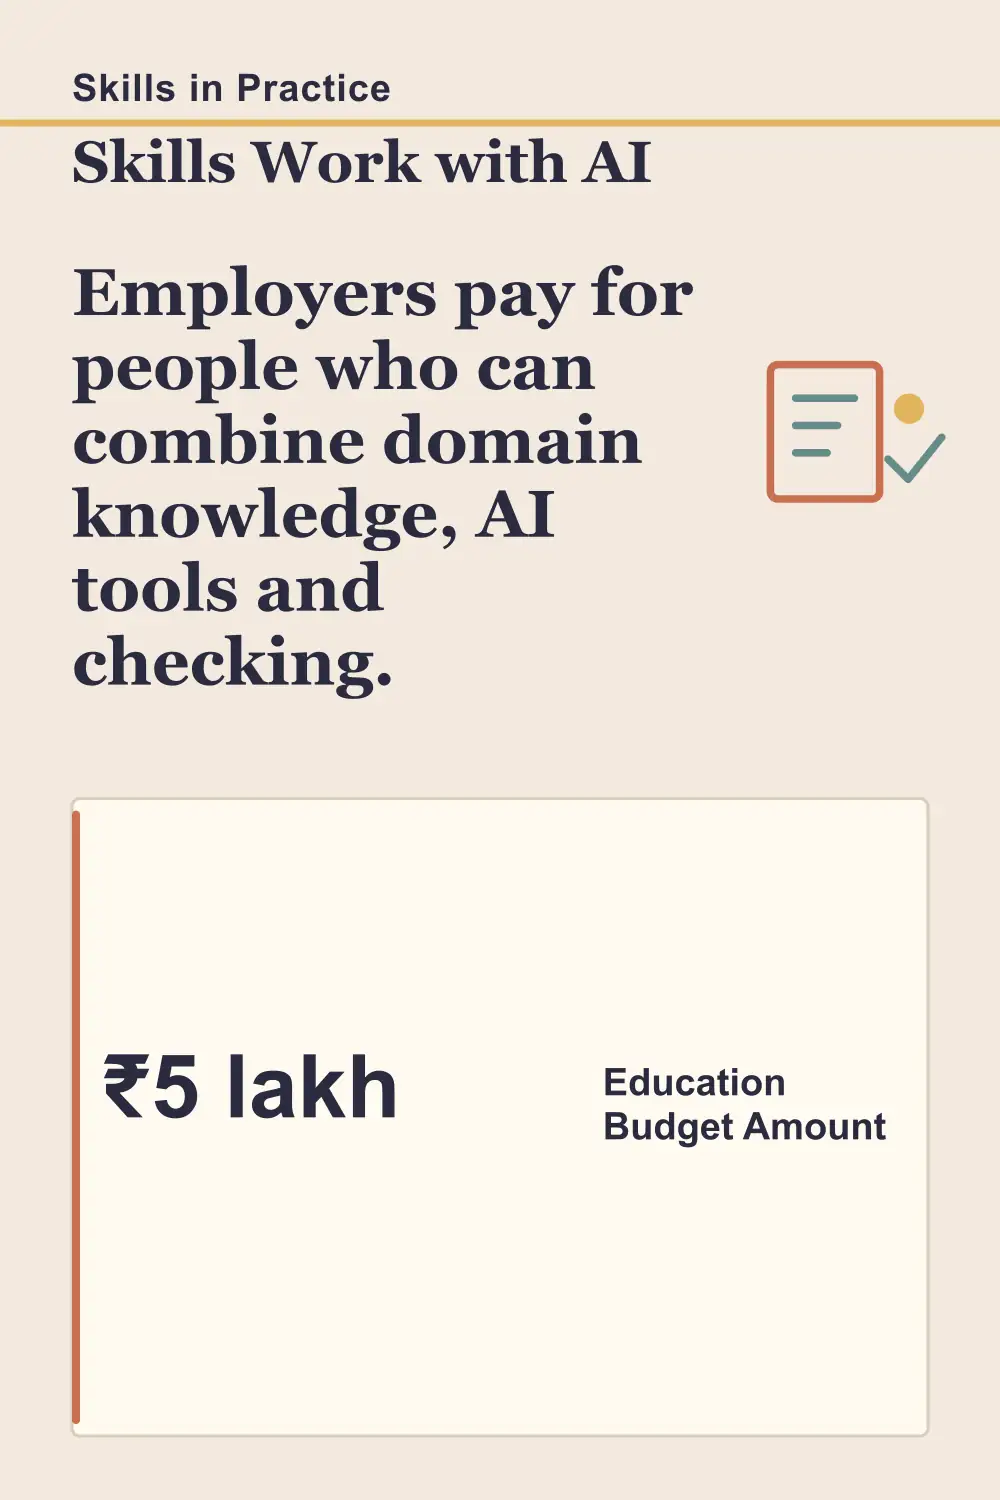 Skills in Practice
Skills Work with AI
Employers pay for
people who can
combine domain
knowledge, AI
tools and
checking.
₹5 lakh
Education
Budget Amount